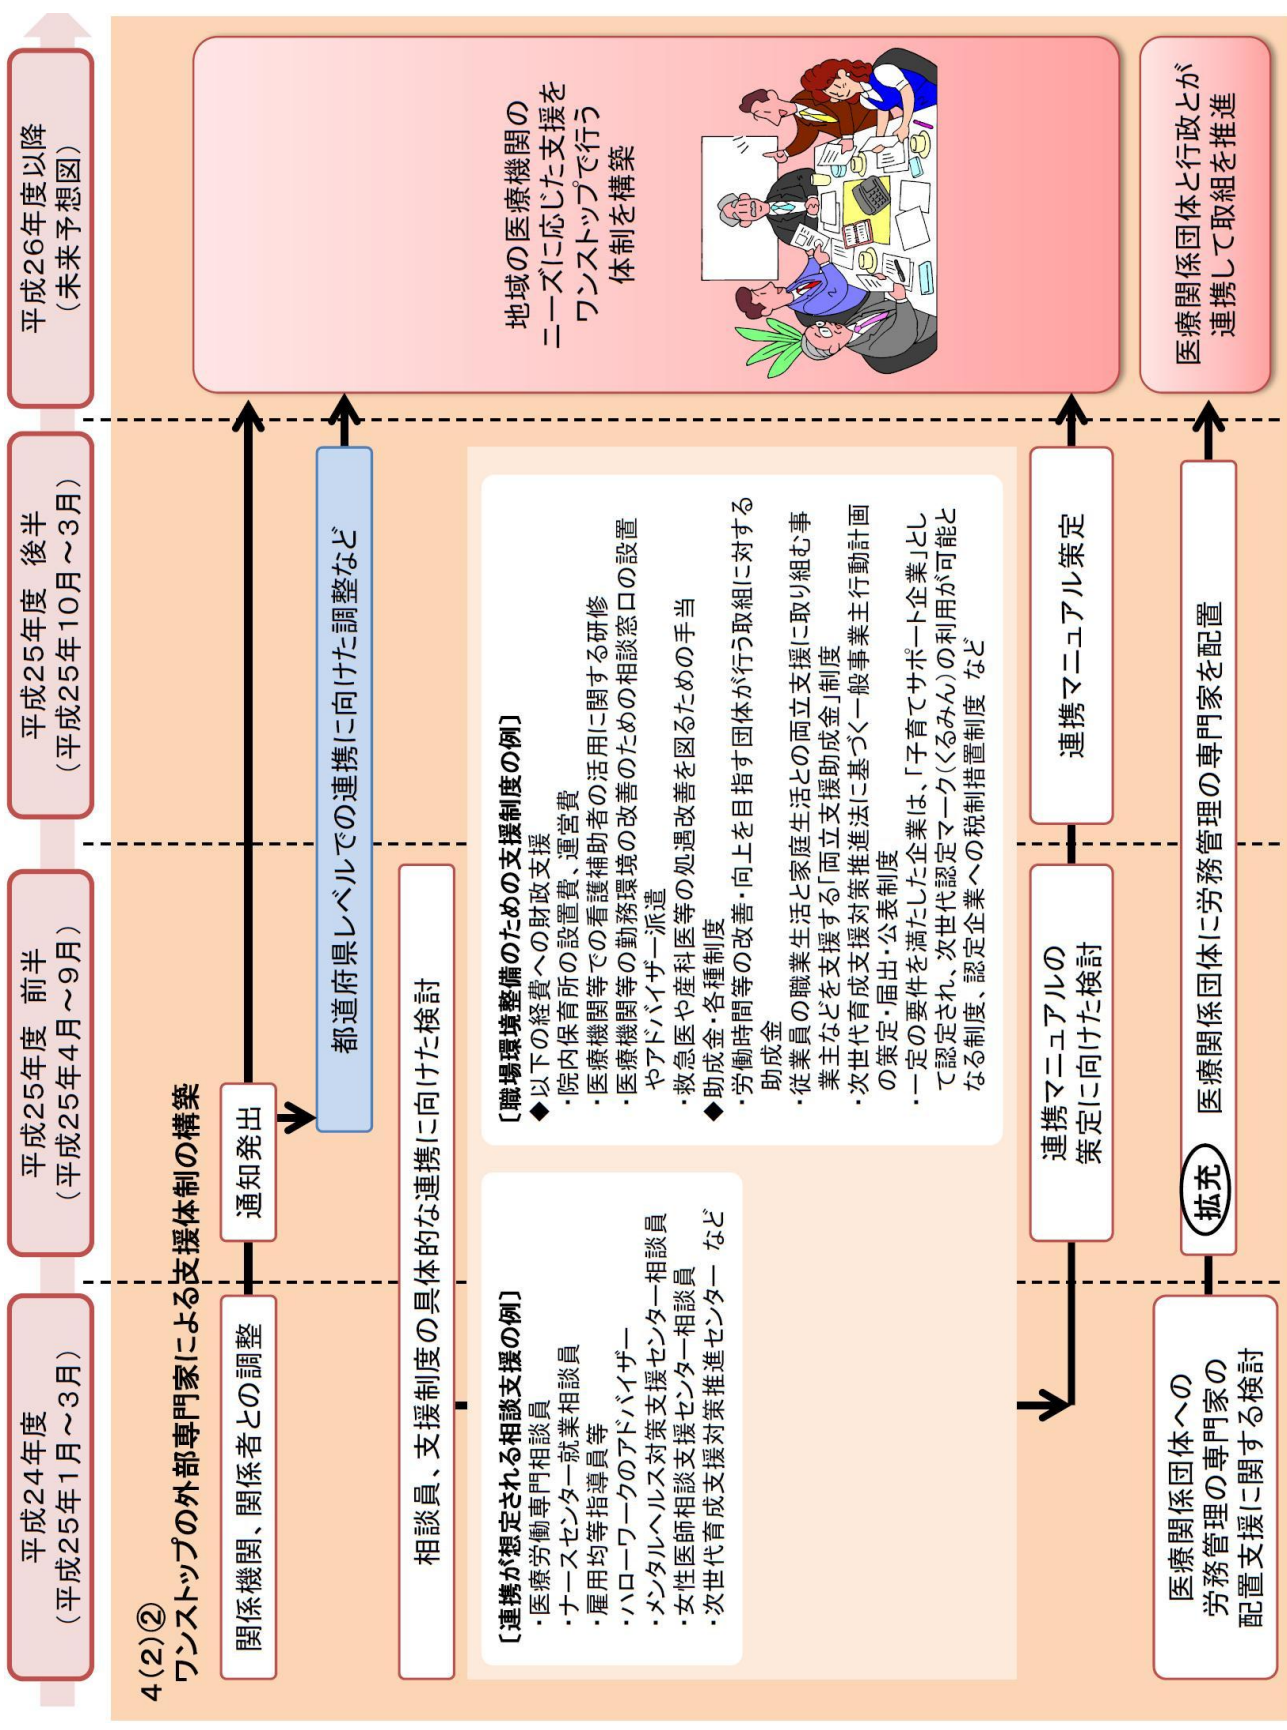 平成24年度
(平成25年1月～3月)
平成25年度 前半
(平成25年4月～9月)
平成25年度 後半
(平成25年10月～3月)
平成26年度以降
(未来予想図)
4(2)②
ワンストップの外部専門家による支援体制の構築
関係機関、関係者との調整
通知発出
都道府県レベルでの連携に向けた調整など
相談員、支援制度の具体的な連携に向けた検討
［連携が想定される相談支援の例］
・医療労働専門相談員
・ナースセンター就業相談員
・雇用均等指導員等
・ハローワークのアドバイザー
・メンタルヘルス対策支援センター相談員
・女性医師相談支援センター相談員
・次世代育成支援対策推進センター など
［職場環境整備のための支援制度の例］
◆以下の経費への財政支援
・院内保育所の設置費、運営費
・医療機関等での看護補助者の活用に関する研修
・医療機関等の勤務環境の改善のための相談窓口の設置
やアドバイザー派遣
・救急医や産科医等の処遇改善を図るための手当
◆助成金・各種制度
・労働時間等の改善・向上を目指す団体が行う取組に対する
助成金
・従業員の職業生活と家庭生活との両立支援に取り組む事
業主などを支援する「両立支援助成金」制度
・次世代育成支援対策推進法に基づく一般事業主行動計画
の策定・届出・公表制度
・一定の要件を満たした企業は、「子育てサポート企業」とし
て認定され、次世代認定マーク（くるみん）の利用が可能と
なる制度、認定企業への税制措置制度 など
連携マニュアルの
策定に向けた検討
連携マニュアル策定
地域の医療機関の
ニーズに応じた支援を
ワンストップで行う
体制を構築
医療関係団体への
労務管理の専門家の
配置支援に関する検討
拡充
医療関係団体に労務管理の専門家を配置
医療関係団体と行政とが
連携して取組を推進